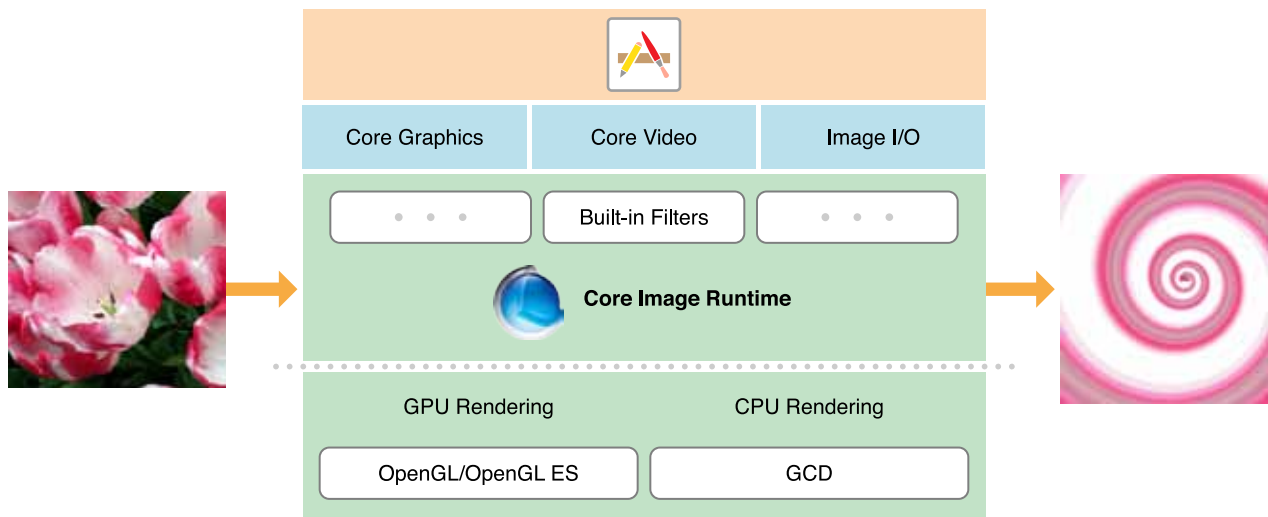 Core Graphics
Core Video
Image I/O
Built-in Filters
Core Image Runtime
GPU Rendering
CPU Rendering
OpenGL/OpenGL ES
GCD